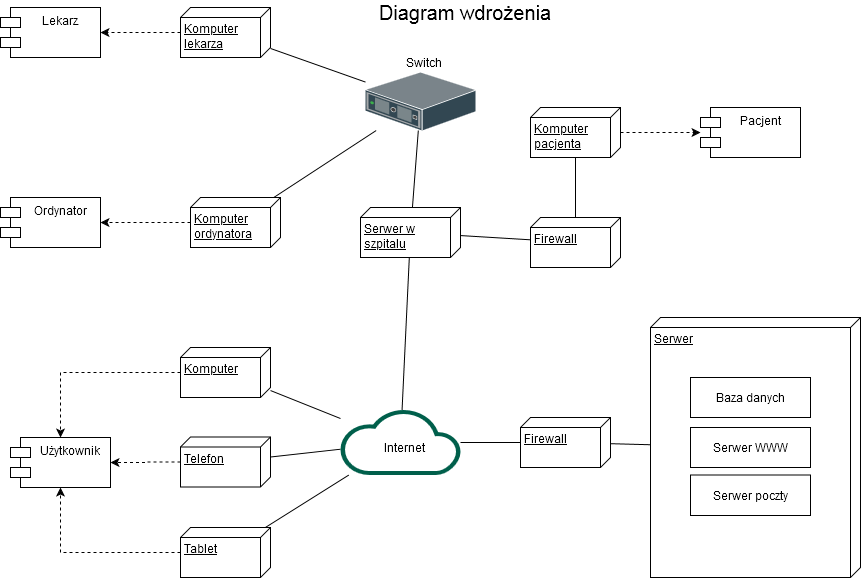 Diagram wdrożenia
Lekarz
Komputer
lekarza
Switch
Komputer
pacjenta
Pacjent
Ordynator
Komputer
ordynatora
Serwer w
szpitalu
Firewall
Serwer
Komputer
Baza danych
Użytkownik
Telefon
Internet
Firewall
Serwer WWW
Serwer poczty
Tablet